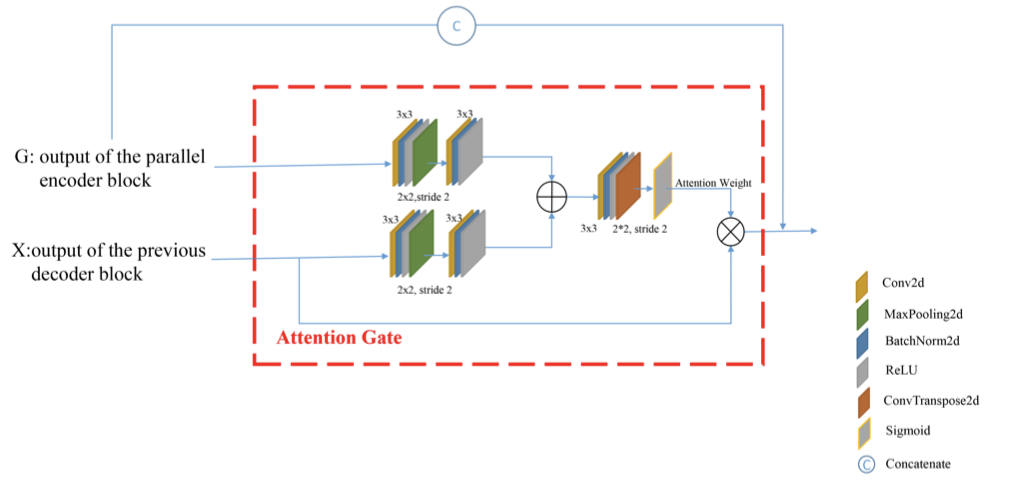 C
3x3
3x3
G: output of the parallel
encoder block
Attention Weight
2x2,stride 2
3x3
3x3
3x3
2*2, stride 2
X:output of the previous
decoder block
2x2, stride 2
Attention Gate
Conv2d
MaxPooling2d
BatchNorm2d
ReLU
ConvTranspose2d
Sigmoid
C
Concatenate